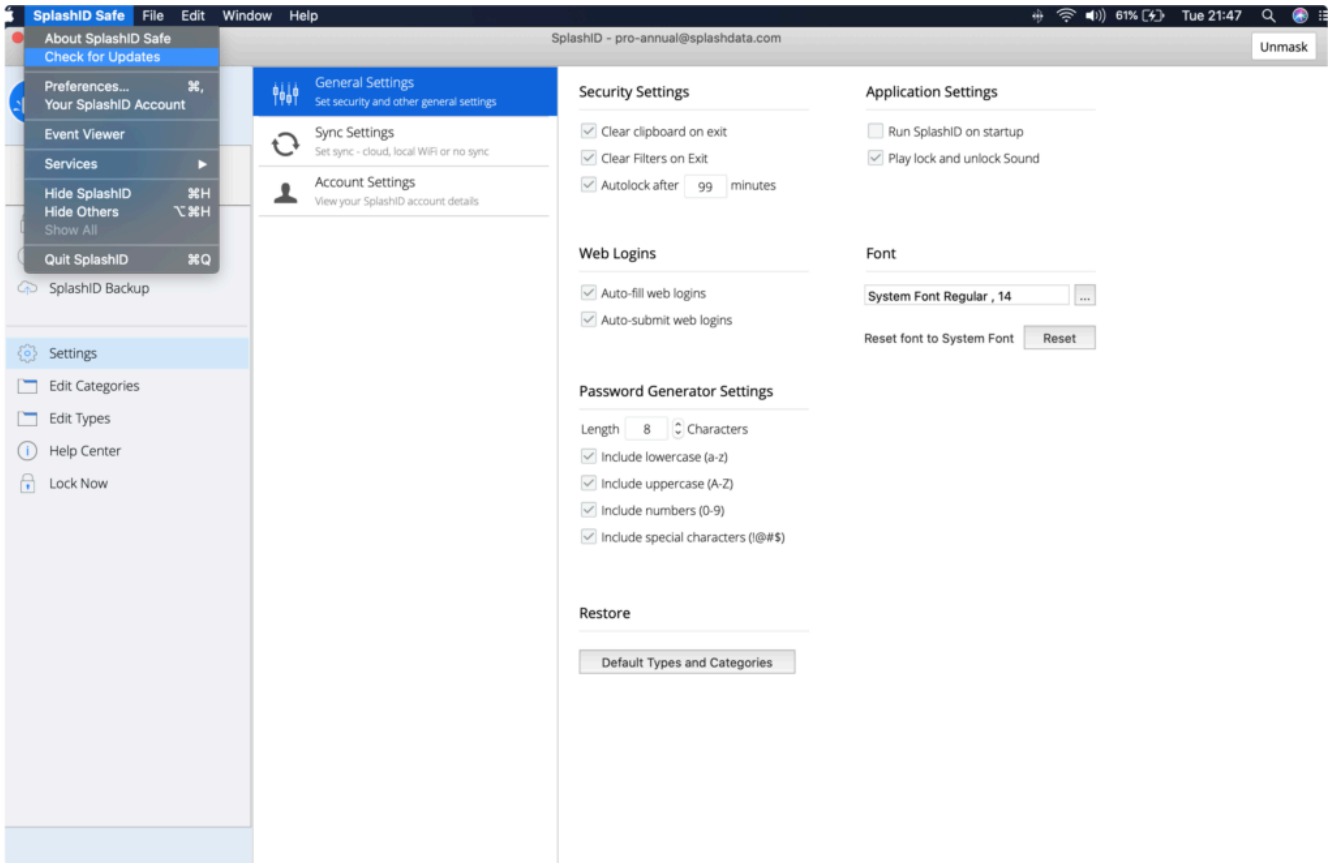 SplashID Safe File Edit Window Help 61% Tue 21:47
SplashID - pro-annual@splashdata.com
Unmask
About SplashID Safe
Check for Updates
Preferences... ⌘,
Your SplashID Account
Event Viewer
Services ▶
Hide SplashID ⌘H
Hide Others ⌥⌘H
Show All
Quit SplashID ⌘Q
SplashID Backup
Settings
Edit Categories
Edit Types
Help Center
Lock Now
General Settings
Set security and other general settings
Sync Settings
Set sync - cloud, local WiFi or no sync
Account Settings
View your SplashID account details
Security Settings
Clear clipboard on exit
Clear Filters on Exit
Autolock after 99 minutes
Web Logins
Auto-fill web logins
Auto-submit web logins
Password Generator Settings
Length 8 Characters
Include lowercase (a-z)
Include uppercase (A-Z)
Include numbers (0-9)
Include special characters (!@#$)
Restore
Default Types and Categories
Application Settings
Run SplashID on startup
Play lock and unlock Sound
Font
System Font Regular , 14 ...
Reset font to System Font Reset